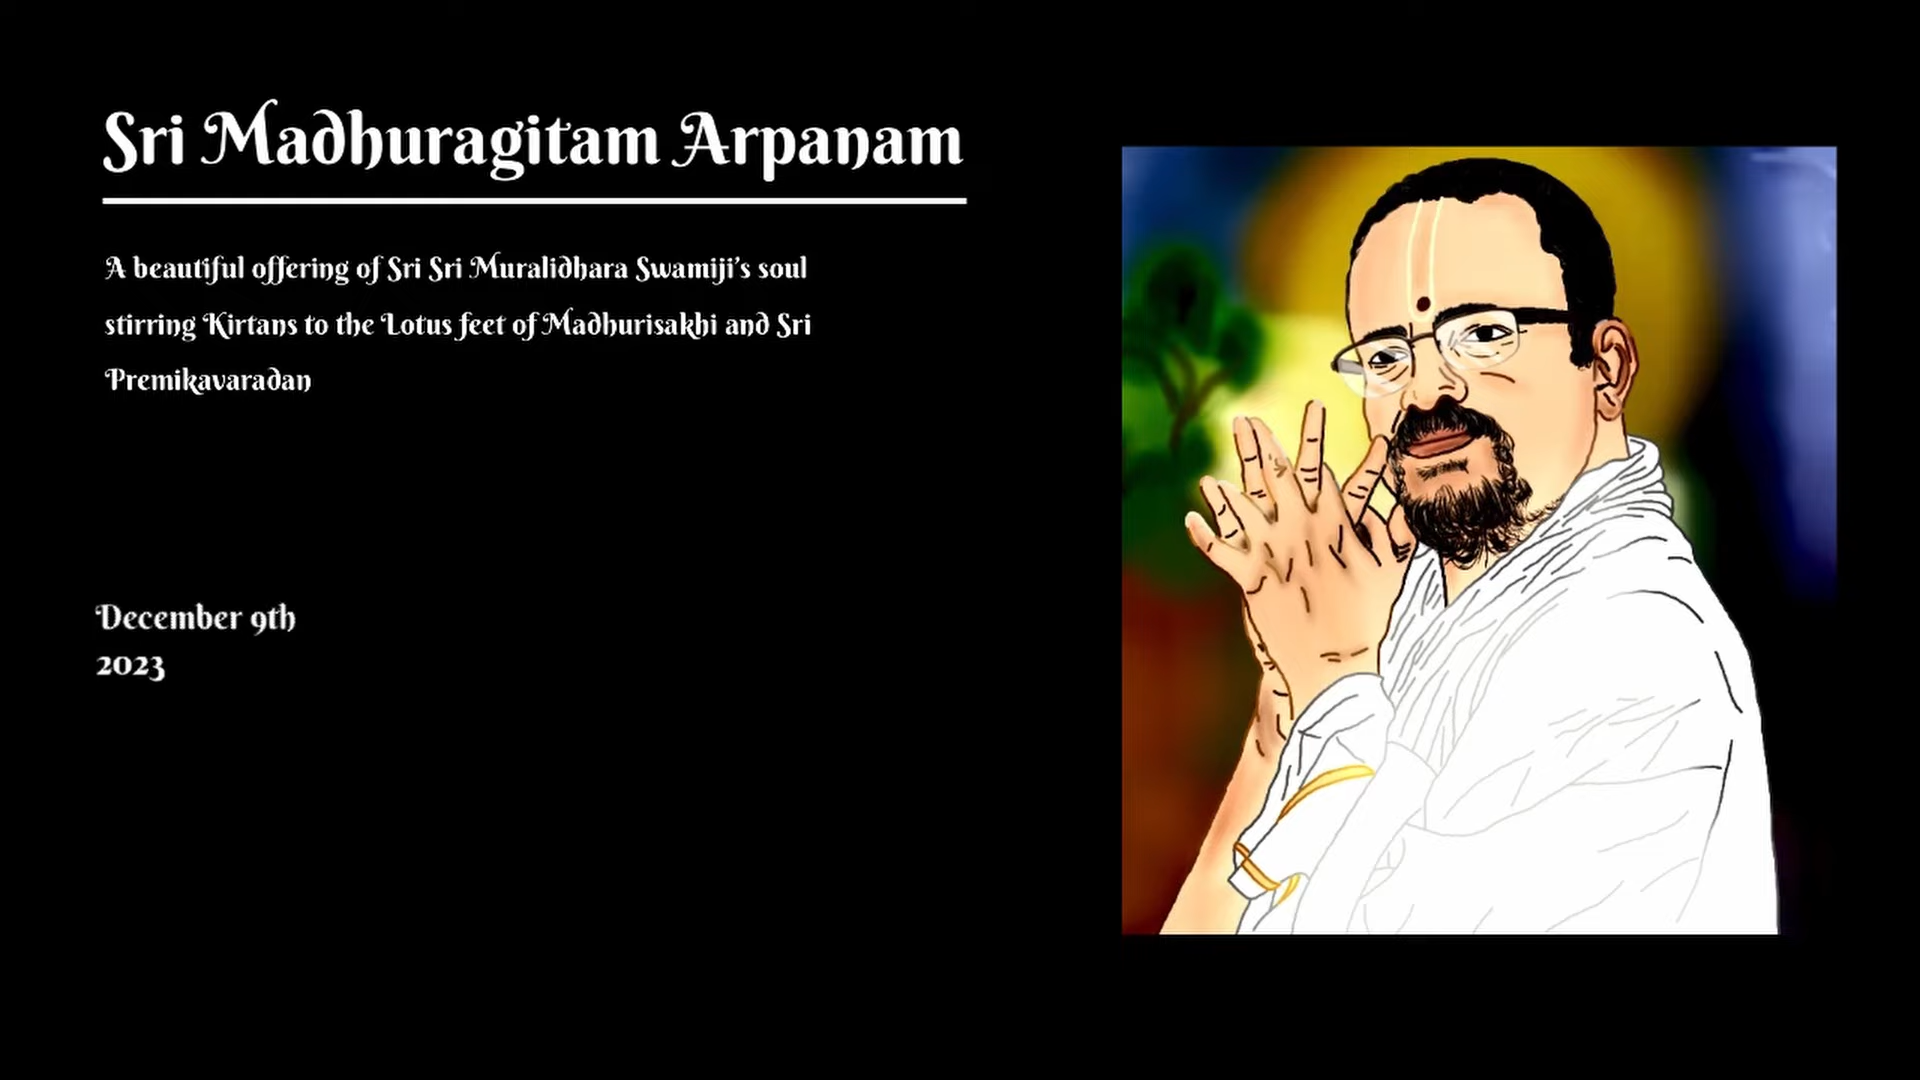 Sri Madhuragitam Arpanam
A beautiful offering of Sri Sri Muralidhara Swamiji's soul
stirring Kirtans to the Lotus feet of Madhurisakhi and Sri
Premikavaradan
December 9th
2023